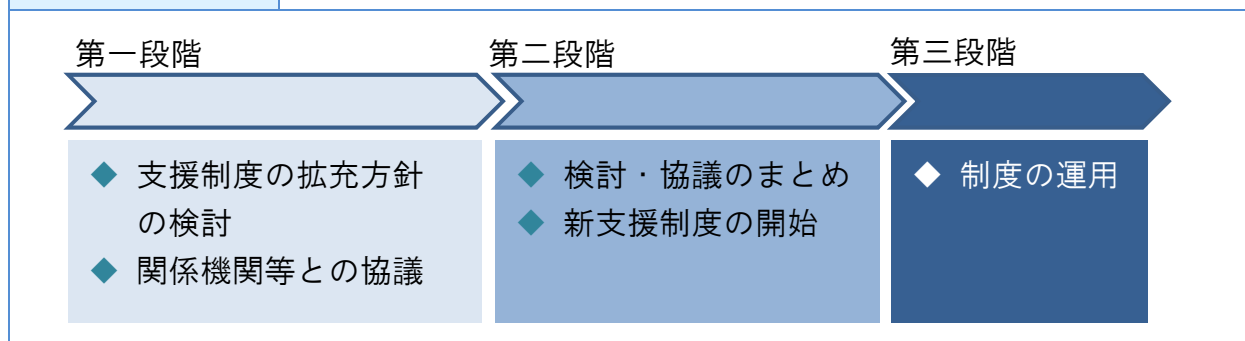 第一段階
第二段階
第三段階
◆ 支援制度の拡充方針
の検討
◆ 関係機関等との協議
◆ 検討・協議のまとめ
◆ 新支援制度の開始
◆ 制度の運用